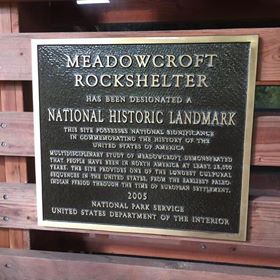 MEADOWCROFT
ROCKSHELTER
HAS BEEN DESIGNATED A
NATIONAL HISTORIC LANDMARK
THIS SITE POSSESSES NATIONAL SIGNIFICANCE
IN COMMEMORATING THE HISTORY OF THE
UNITED STATES OF AMERICA
MULTIDISCIPLINARY STUDY OF MEADOWCROFT DEMONSTRATED
THAT PEOPLE HAVE BEEN IN NORTH AMERICA AT LEAST
YEARS. THE SITE PROVIDES ONE OF THE LONGEST CULTURAL
SEQUENCES IN THE UNITED STATES, FROM THE EARLIEST PALEO-
INDIAN PERIOD THROUGH THE TIME OF EUROPEAN SETTLEMENT.
2005
NATIONAL PARK SERVICE
UNITED STATES DEPARTMENT OF THE INTERIOR